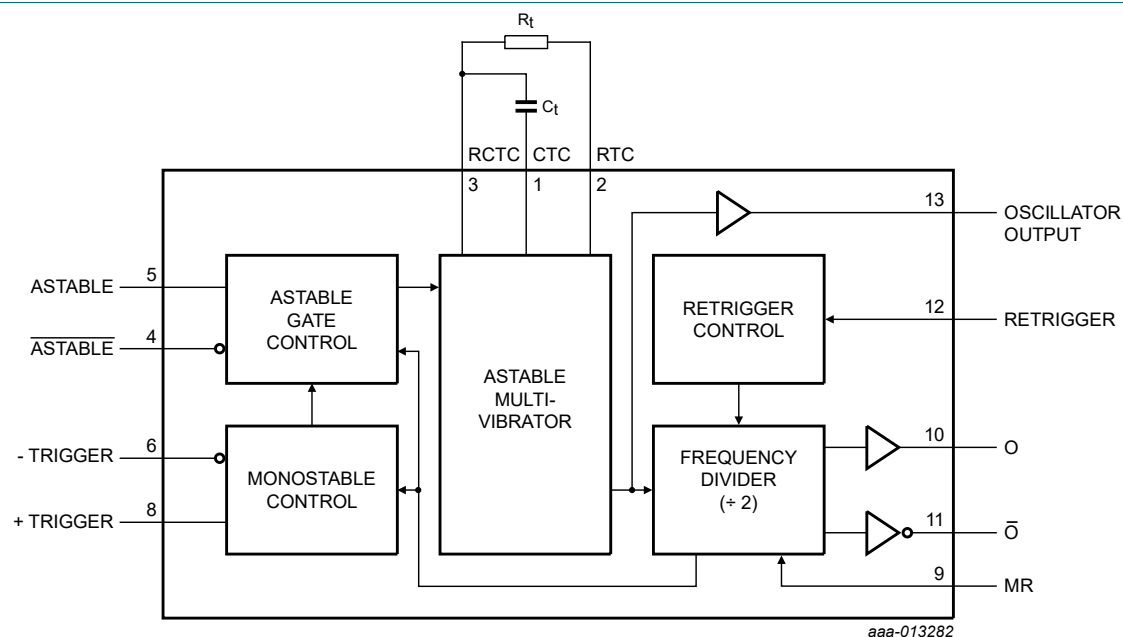 Rt
Ct
RCTC CTC RTC
3 1 2
13
OSCILLATOR
OUTPUT
5
ASTABLE
ASTABLE
GATE
CONTROL
4
A̅S̅T̅A̅B̅L̅E̅
RETRIGGER
CONTROL
12
RETRIGGER
ASTABLE
MULTI-
VIBRATOR
6
- TRIGGER
8
+ TRIGGER
MONOSTABLE
CONTROL
FREQUENCY
DIVIDER
(÷ 2)
10
O
11
O̅
9
MR
aaa-013282